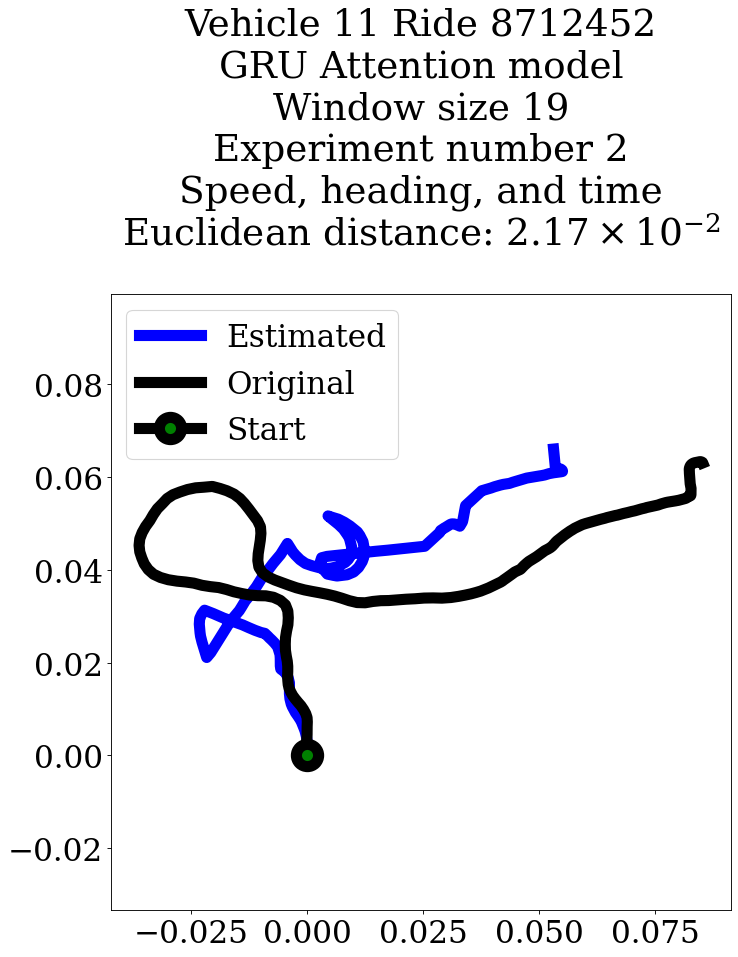 Vehicle 11 Ride 8712452
GRU Attention model
Window size 19
Experiment number 2
Speed, heading, and time
Euclidean distance: 2.17 × 10⁻²
Estimated
Original
Start
0.08
0.06
0.04
0.02
0.00
−0.02
−0.025 0.000 0.025 0.050 0.075